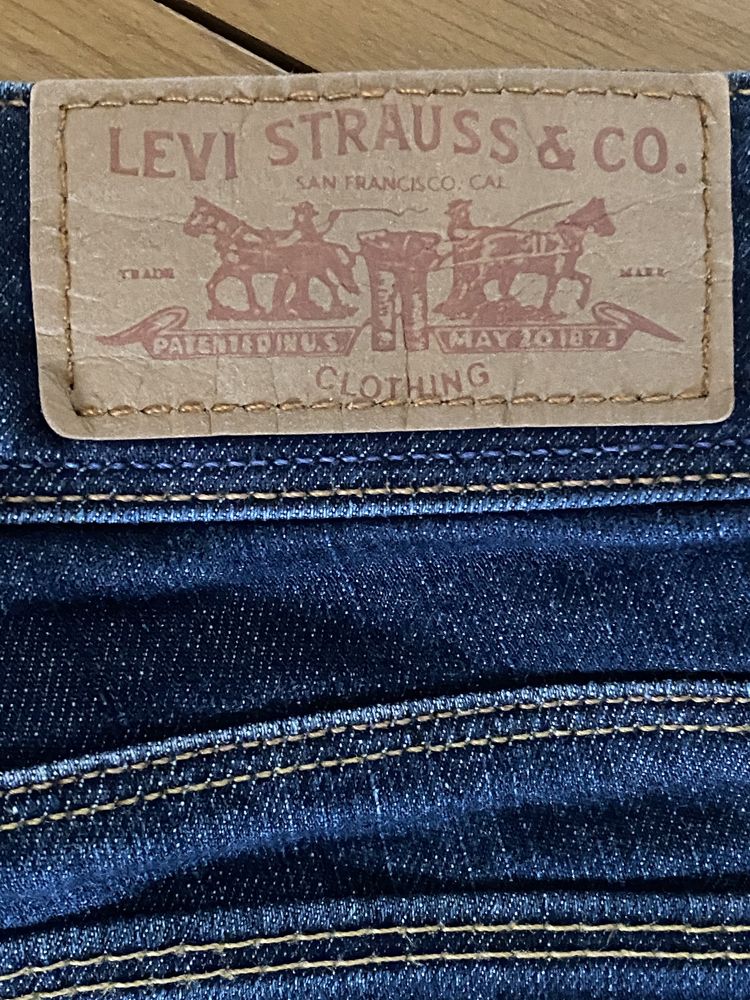 LEVI STRAUSS & CO.
SAN FRANCISCO, CAL
TRADE MARK
PATENTED IN U.S. MAY 20 1873
CLOTHING